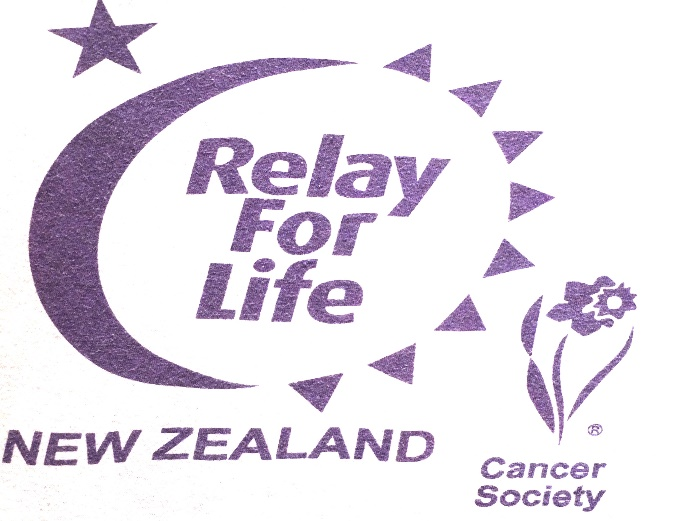 Relay
For
Life
NEW ZEALAND
®
Cancer
Society